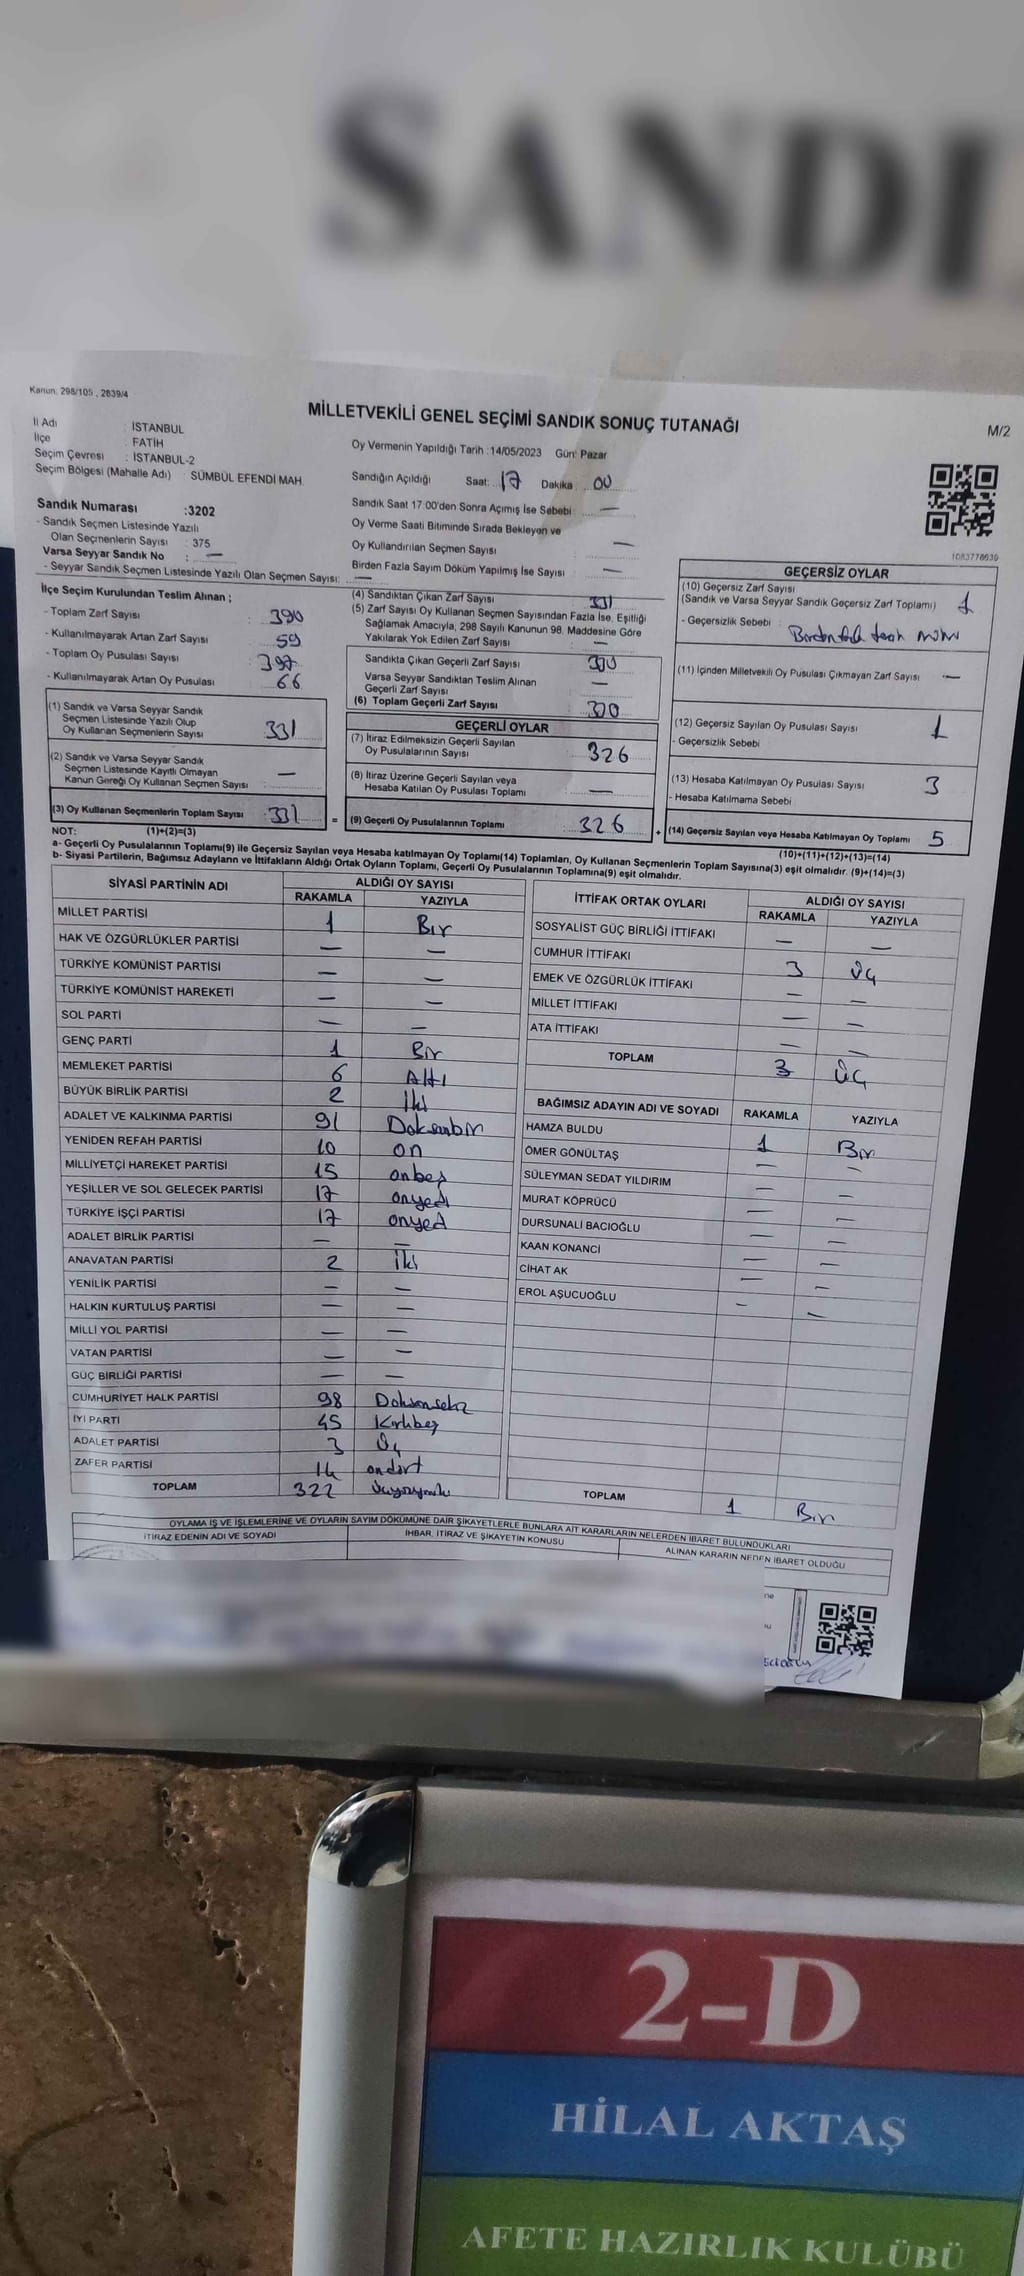 SANDI
Kanun: 298/105 , 2839/4
MİLLETVEKİLİ GENEL SEÇİMİ SANDIK SONUÇ TUTANAĞI
M/2
İl Adı : İSTANBUL
İlçe : FATİH
Seçim Çevresi : İSTANBUL-2
Seçim Bölgesi (Mahalle Adı) : SÜMBÜL EFENDİ MAH.
Oy Vermenin Yapıldığı Tarih :14/05/2023 Gün: Pazar
Sandığın Açıldığı Saat: 17 Dakika : 00
Sandık Saat 17:00'den Sonra Açımış İse Sebebi : —
Oy Verme Saati Bitiminde Sırada Bekleyen ve
Oy Kullandırılan Seçmen Sayısı : —
Birden Fazla Sayım Döküm Yapılmış İse Sayısı : —
Sandık Numarası :3202
- Sandık Seçmen Listesinde Yazılı
Olan Seçmenlerin Sayısı : 375
Varsa Seyyar Sandık No : —
- Seyyar Sandık Seçmen Listesinde Yazılı Olan Seçmen Sayısı: —
1083776639
İlçe Seçim Kurulundan Teslim Alınan ;
- Toplam Zarf Sayısı : 390
- Kullanılmayarak Artan Zarf Sayısı : 59
- Toplam Oy Pusulası Sayısı : 397
- Kullanılmayarak Artan Oy Pusulası : 66
(1) Sandık ve Varsa Seyyar Sandık
Seçmen Listesinde Yazılı Olup
Oy Kullanan Seçmenlerin Sayısı : 331
(2) Sandık ve Varsa Seyyar Sandık
Seçmen Listesinde Kayıtlı Olmayan
Kanun Gereği Oy Kullanan Seçmen Sayısı : —
(3) Oy Kullanan Seçmenlerin Toplam Sayısı : 331
(1)+(2)=(3)
(4) Sandıktan Çıkan Zarf Sayısı : 331
(5) Zarf Sayısı Oy Kullanan Seçmen Sayısından Fazla İse, Eşitliği
Sağlamak Amacıyla, 298 Sayılı Kanunun 98. Maddesine Göre
Yakılarak Yok Edilen Zarf Sayısı : —
Sandıkta Çıkan Geçerli Zarf Sayısı :
Varsa Seyyar Sandıktan Teslim Alınan
Geçerli Zarf Sayısı : —
(6) Toplam Geçerli Zarf Sayısı :
GEÇERLİ OYLAR
(7) İtiraz Edilmeksizin Geçerli Sayılan
Oy Pusulalarının Sayısı : 326
(8) İtiraz Üzerine Geçerli Sayılan veya
Hesaba Katılan Oy Pusulası Toplamı : —
= (9) Geçerli Oy Pusulalarının Toplamı : 326
GEÇERSİZ OYLAR
(10) Geçersiz Zarf Sayısı
(Sandık ve Varsa Seyyar Sandık Geçersiz Zarf Toplamı) : 1
- Geçersizlik Sebebi :
(11) İçinden Milletvekili Oy Pusulası Çıkmayan Zarf Sayısı : —
(12) Geçersiz Sayılan Oy Pusulası Sayısı : 1
- Geçersizlik Sebebi
(13) Hesaba Katılmayan Oy Pusulası Sayısı : 3
- Hesaba Katılmama Sebebi
+ (14) Geçersiz Sayılan veya Hesaba Katılmayan Oy Toplamı : 5
(10)+(11)+(12)+(13)=(14)
NOT:
a- Geçerli Oy Pusulalarının Toplamı(9) ile Geçersiz Sayılan veya Hesaba katılmayan Oy Toplamı(14) Toplamları, Oy Kullanan Seçmenlerin Toplam Sayısına(3) eşit olmalıdır. (9)+(14)=(3)
b- Siyasi Partilerin, Bağımsız Adayların ve İttifakların Aldığı Ortak Oyların Toplamı, Geçerli Oy Pusulalarının Toplamına(9) eşit olmalıdır.
SİYASİ PARTİNİN ADI ALDIĞI OY SAYISI
RAKAMLA YAZIYLA
MİLLET PARTİSİ 1 Bir
HAK VE ÖZGÜRLÜKLER PARTİSİ — —
TÜRKİYE KOMÜNİST PARTİSİ — —
TÜRKİYE KOMÜNİST HAREKETİ — —
SOL PARTİ — —
GENÇ PARTİ 1 Bir
MEMLEKET PARTİSİ 6 Altı
BÜYÜK BİRLİK PARTİSİ 2 İki
ADALET VE KALKINMA PARTİSİ 91 Doksanbir
YENİDEN REFAH PARTİSİ 10 on
MİLLİYETÇİ HAREKET PARTİSİ 15 onbeş
YEŞİLLER VE SOL GELECEK PARTİSİ 17 onyedi
TÜRKİYE İŞÇİ PARTİSİ 17 onyedi
ADALET BİRLİK PARTİSİ — —
ANAVATAN PARTİSİ 2 İki
YENİLİK PARTİSİ — —
HALKIN KURTULUŞ PARTİSİ — —
MİLLİ YOL PARTİSİ — —
VATAN PARTİSİ — —
GÜÇ BİRLİĞİ PARTİSİ — —
CUMHURİYET HALK PARTİSİ 98 Doksansekiz
İYİ PARTİ 45 Kırkbeş
ADALET PARTİSİ 3 Üç
ZAFER PARTİSİ 14 ondört
TOPLAM 322
İTTİFAK ORTAK OYLARI ALDIĞI OY SAYISI
RAKAMLA YAZIYLA
SOSYALİST GÜÇ BİRLİĞİ İTTİFAKI — —
CUMHUR İTTİFAKI 3 Üç
EMEK VE ÖZGÜRLÜK İTTİFAKI — —
MİLLET İTTİFAKI — —
ATA İTTİFAKI — —
TOPLAM 3 Üç
BAĞIMSIZ ADAYIN ADI VE SOYADI RAKAMLA YAZIYLA
HAMZA BULDU 1 Bir
ÖMER GÖNÜLTAŞ — —
SÜLEYMAN SEDAT YILDIRIM — —
MURAT KÖPRÜCÜ — —
DURSUNALİ BACIOĞLU — —
KAAN KONANCİ — —
CİHAT AK — —
EROL AŞUCUOĞLU — —
TOPLAM 1 Bir
OYLAMA İŞ VE İŞLEMLERİNE VE OYLARIN SAYIM DÖKÜMÜNE DAİR ŞİKAYETLERLE BUNLARA AİT KARARLARIN NELERDEN İBARET BULUNDUKLARI
İTİRAZ EDENİN ADI VE SOYADI İHBAR, İTİRAZ VE ŞİKAYETİN KONUSU ALINAN KARARIN NEDEN İBARET OLDUĞU
2-D
HİLAL AKTAŞ
AFETE HAZIRLIK KULÜBÜ